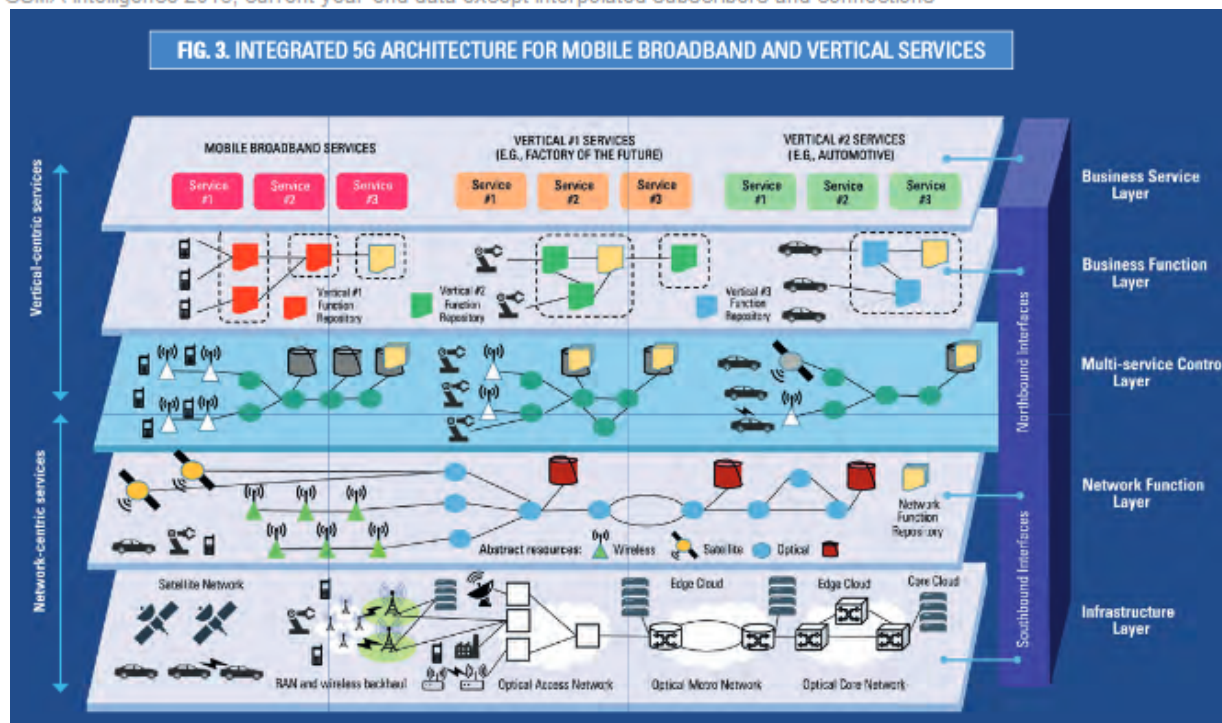 FIG. 3. INTEGRATED 5G ARCHITECTURE FOR MOBILE BROADBAND AND VERTICAL SERVICES
MOBILE BROADBAND SERVICES
Service
#1
Service
#2
Service
#3
VERTICAL #1 SERVICES
(E.G., FACTORY OF THE FUTURE)
Service
#1
Service
#2
Service
#3
VERTICAL #2 SERVICES
(E.G., AUTOMOTIVE)
Service
#1
Service
#2
Service
#3
Business Service
Layer
Vertical-centric services
Vertical #1
Function
Repository
Vertical #2
Function
Repository
Vertical #3
Function
Repository
Business Function
Layer
Northbound Interfaces
Multi-service Contro
Layer
Network-centric services
Network
Function
Repository
Abstract resources:
Wireless
Satellite
Optical
Network Function
Layer
Southbound Interfaces
Satellite Network
RAN and wireless backhaul
Optical Access Network
Edge Cloud
Optical Metro Network
Edge Cloud
Core Cloud
Optical Core Network
Infrastructure
Layer